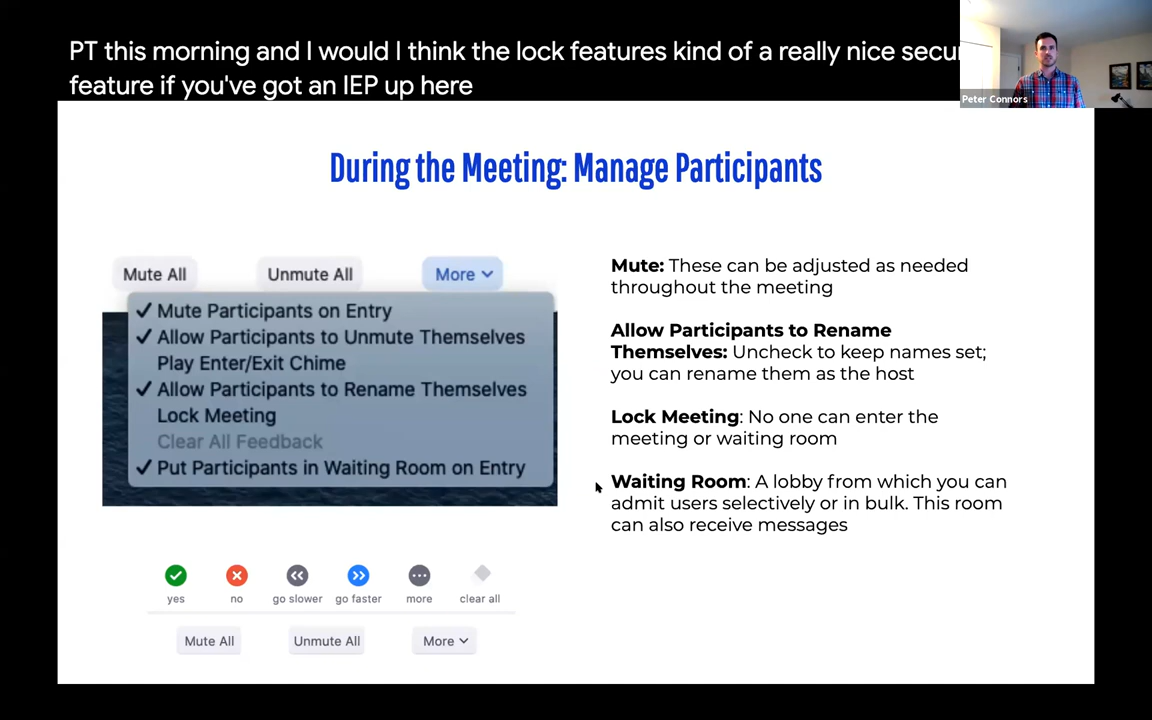 PT this morning and I would I think the lock features kind of a really nice
feature if you've got an IEP up here
Peter Connors
During the Meeting: Manage Participants
Mute All
Unmute All
More
Mute Participants on Entry
Allow Participants to Unmute Themselves
Play Enter/Exit Chime
Allow Participants to Rename Themselves
Lock Meeting
Clear All Feedback
Put Participants in Waiting Room on Entry
yes
no
go slower
go faster
more
clear all
Mute All
Unmute All
More
Mute: These can be adjusted as needed
throughout the meeting
Allow Participants to Rename
Themselves: Uncheck to keep names set;
you can rename them as the host
Lock Meeting: No one can enter the
meeting or waiting room
Waiting Room: A lobby from which you can
admit users selectively or in bulk. This room
can also receive messages